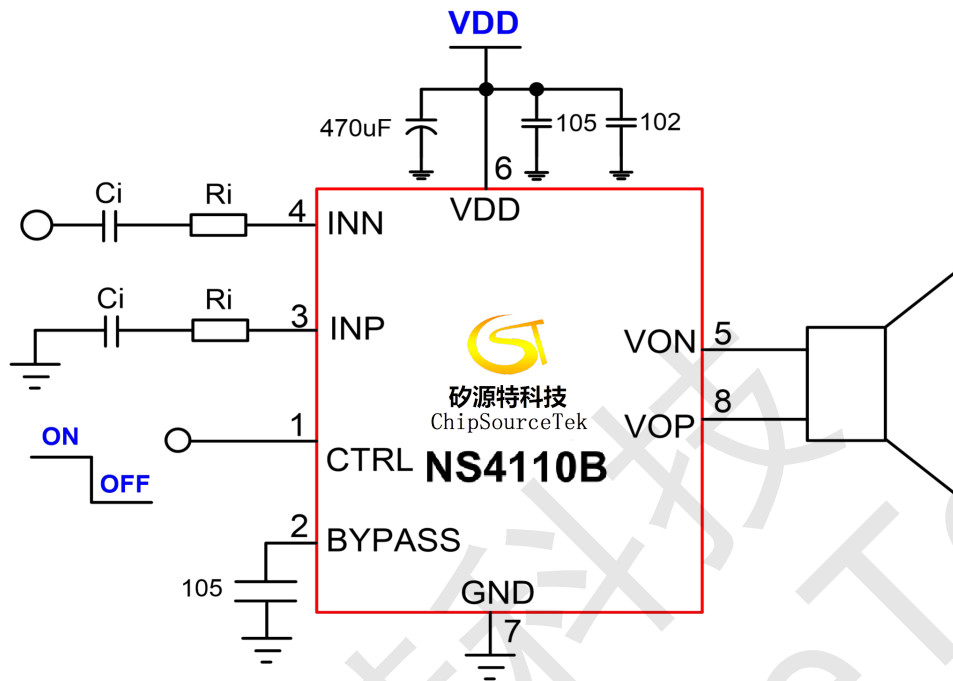 VDD
470uF
105
102
6
VDD
Ci
Ri
4
INN
Ci
Ri
3
INP
VON
5
矽源特科技
ChipSourceTek
VOP
8
1
CTRL
NS4110B
ON
OFF
2
BYPASS
105
GND
7